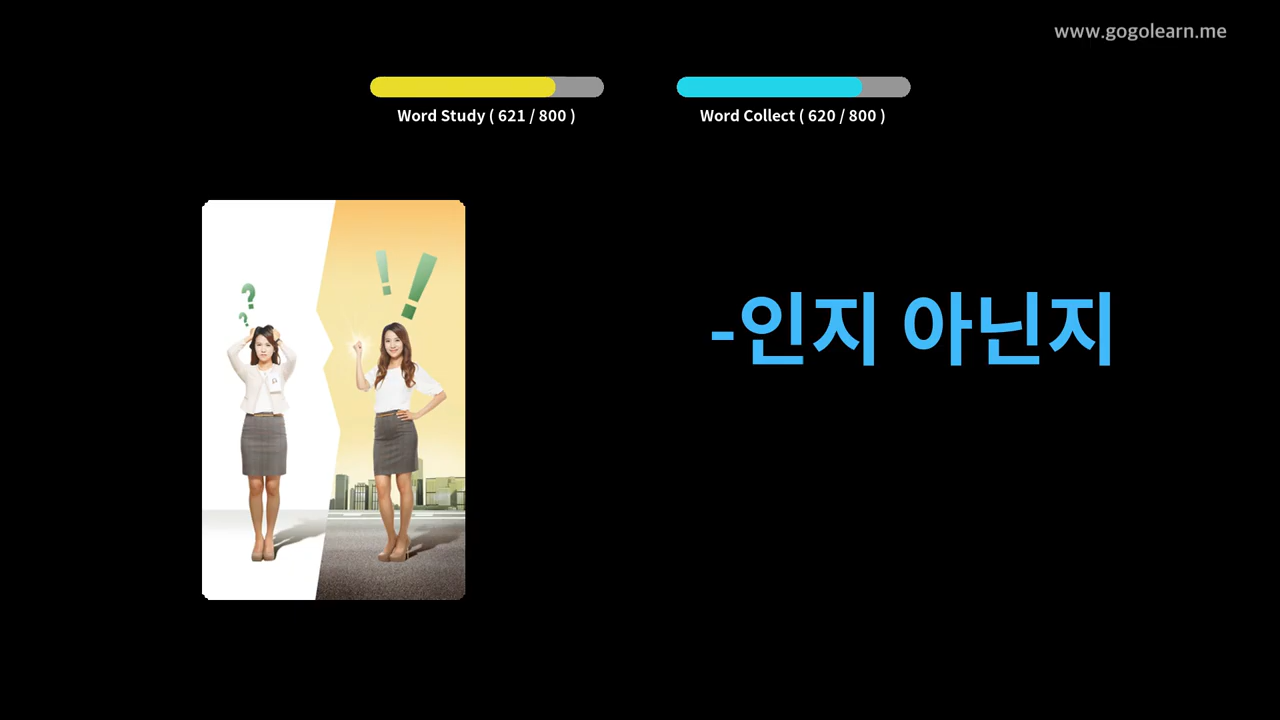 www.gogolearn.me
Word Study ( 621 / 800 )
Word Collect ( 620 / 800 )
? ?
! !
-인지 아닌지